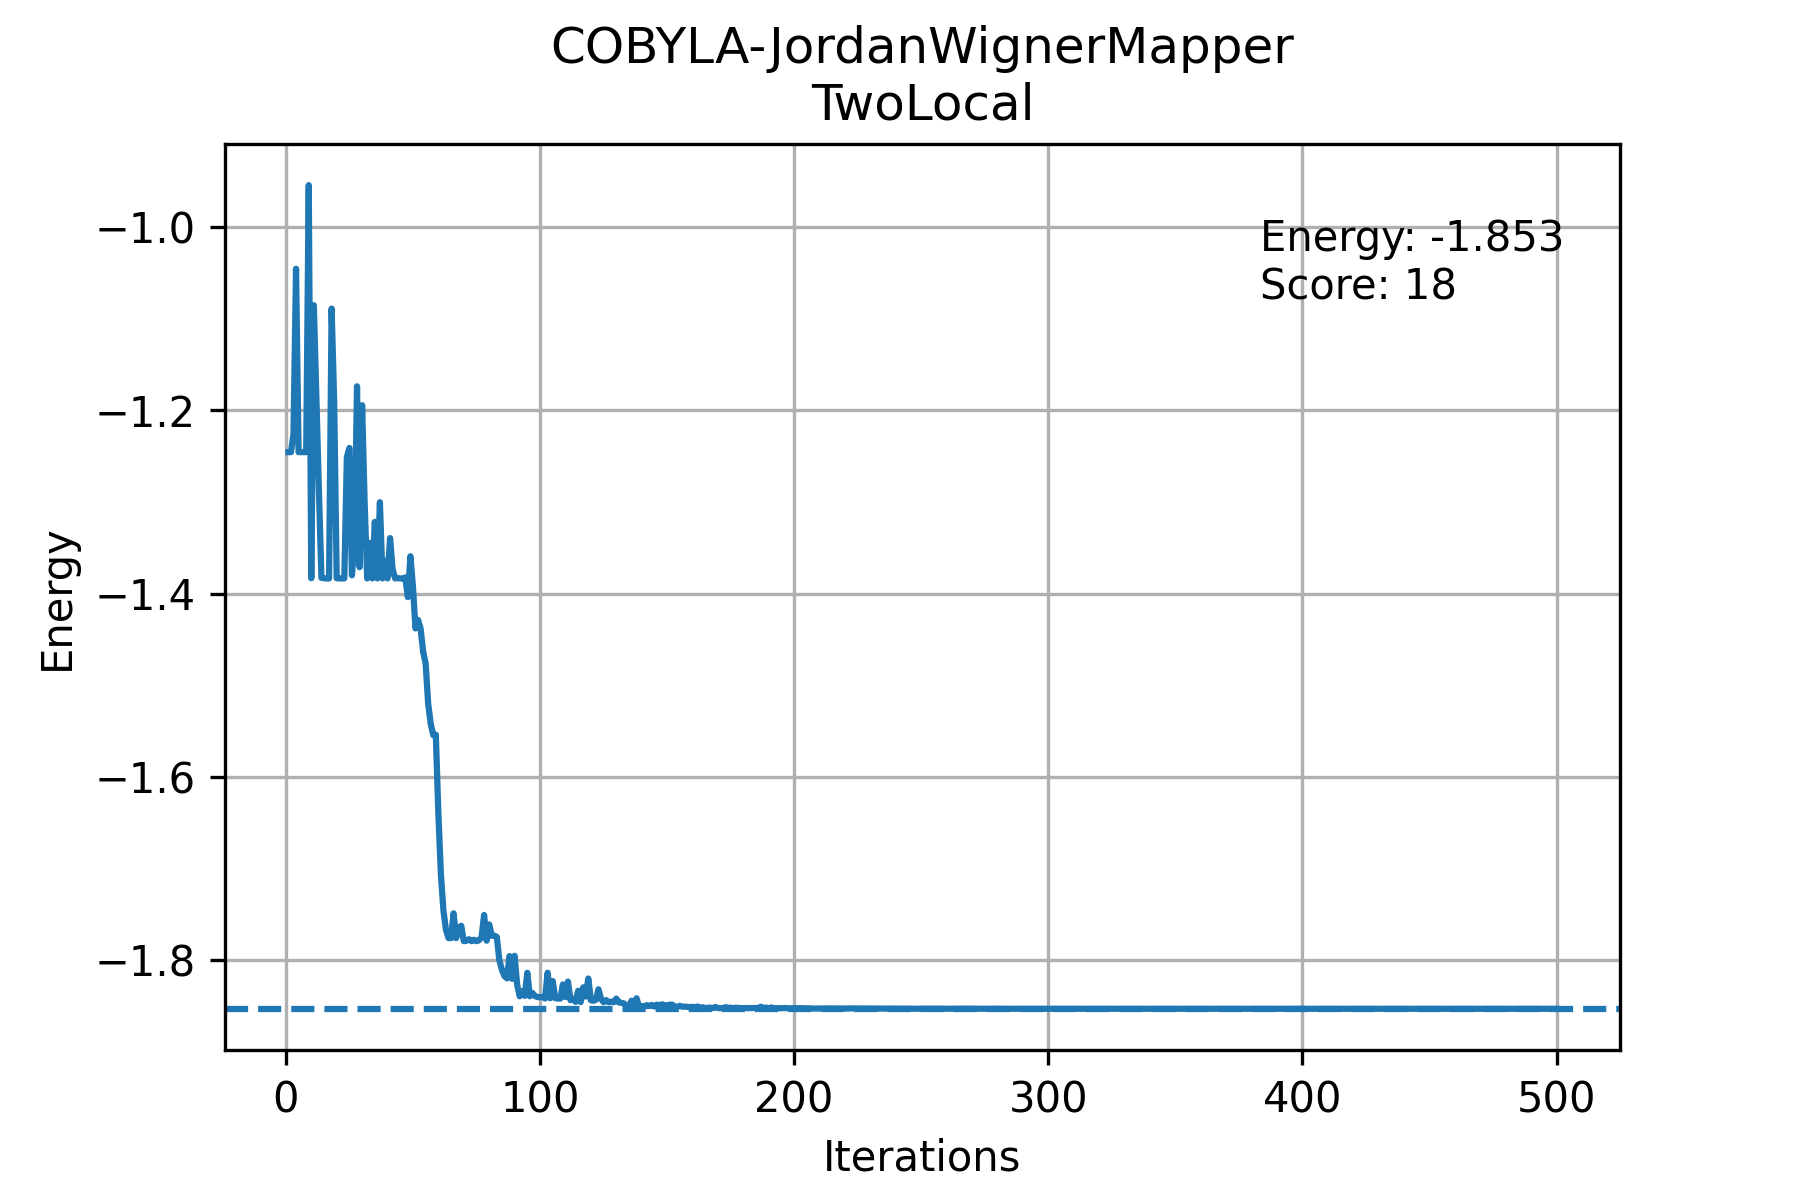 COBYLA-JordanWignerMapper
TwoLocal
Energy: -1.853
Score: 18
−1.0
−1.2
−1.4
−1.6
−1.8
Energy
0 100 200 300 400 500
Iterations